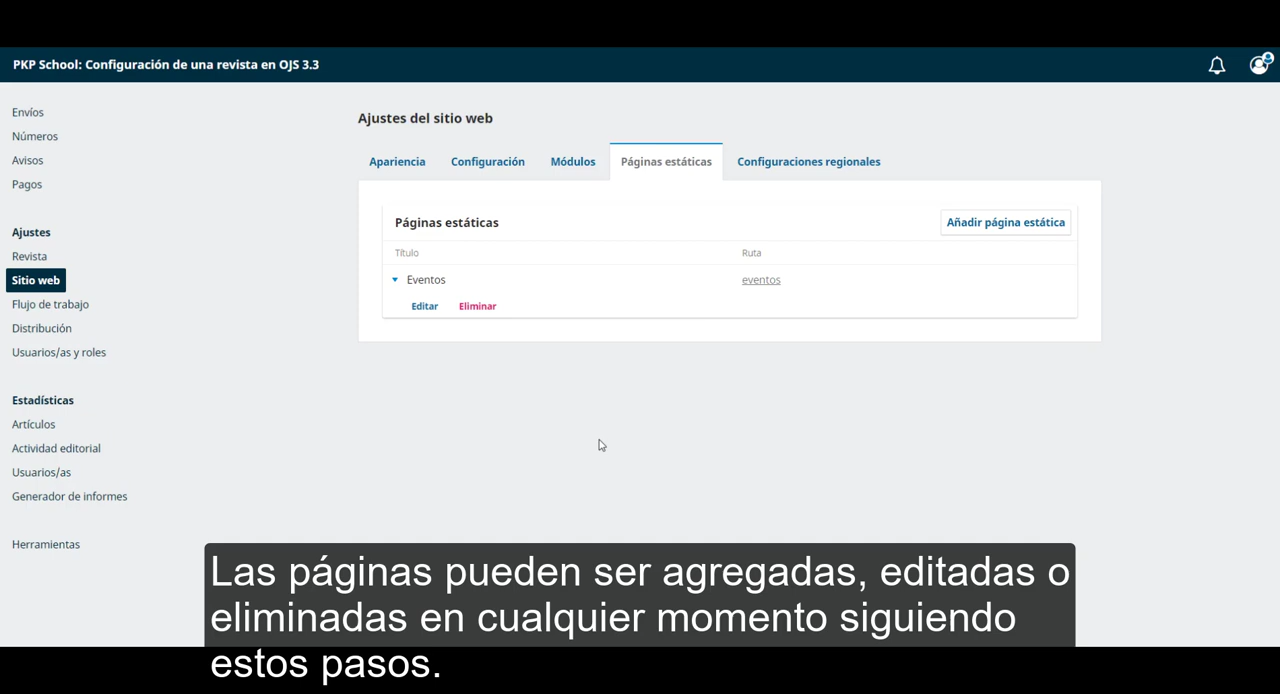 PKP School: Configuración de una revista en OJS 3.3
Envíos
Números
Avisos
Pagos
Ajustes
Revista
Sitio web
Flujo de trabajo
Distribución
Usuarios/as y roles
Estadísticas
Artículos
Actividad editorial
Usuarios/as
Generador de informes
Herramientas
Ajustes del sitio web
Apariencia Configuración Módulos Páginas estáticas Configuraciones regionales
Páginas estáticas Añadir página estática
Título Ruta
Eventos eventos
Editar Eliminar
Las páginas pueden ser agregadas, editadas o
eliminadas en cualquier momento siguiendo
estos pasos.